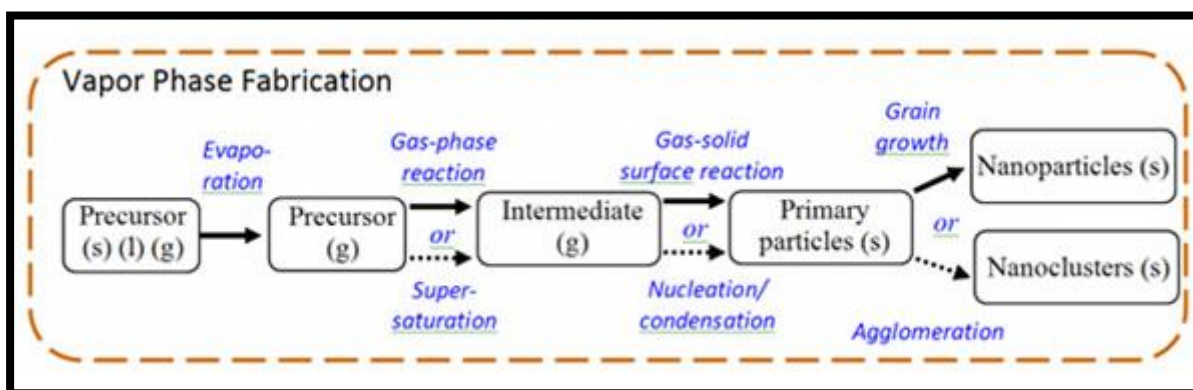 Vapor Phase Fabrication
Evapo-
ration
Gas-phase
reaction
Gas-solid
surface reaction
Grain
growth
Precursor
(s) (l) (g)
Precursor
(g)
or
Intermediate
(g)
or
Primary
particles (s)
or
Nanoparticles (s)
Nanoclusters (s)
Super-
saturation
Nucleation/
condensation
Agglomeration